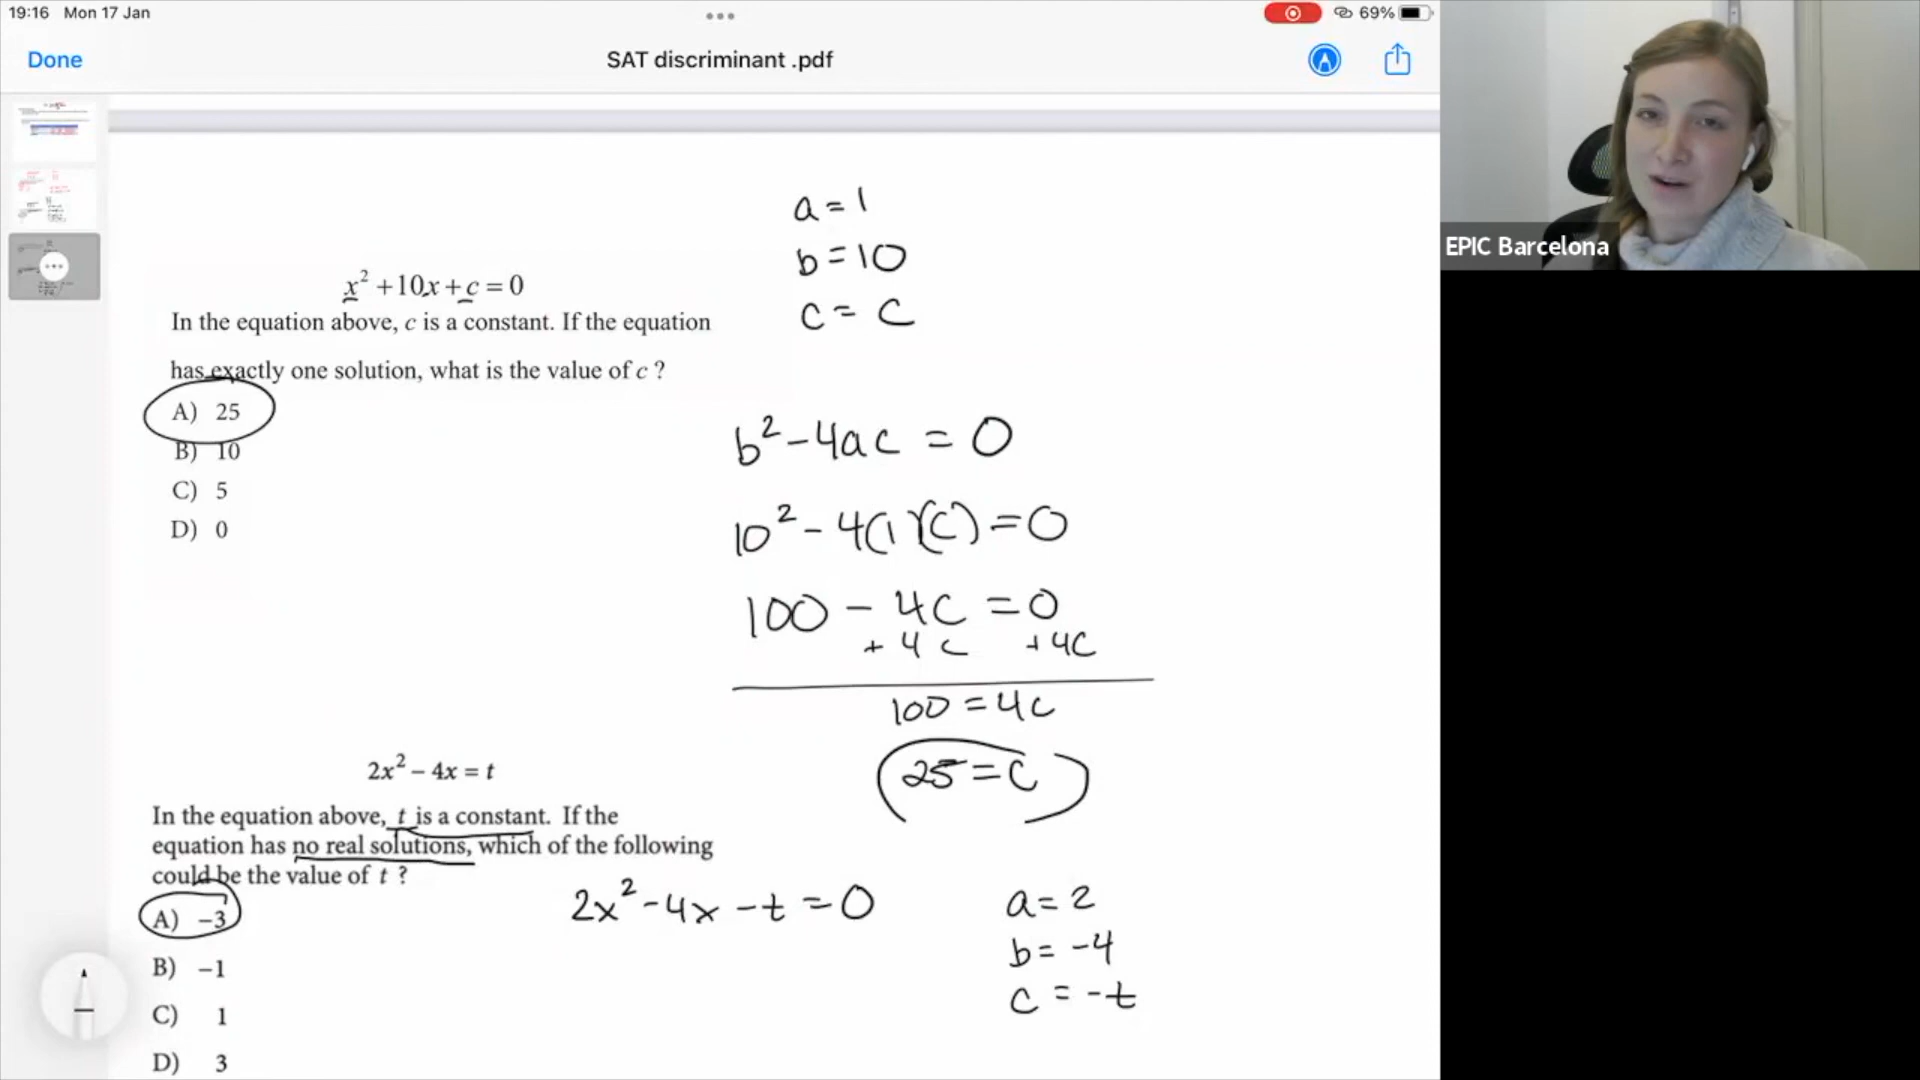 19:16 Mon 17 Jan
69%
Done
SAT discriminant .pdf
EPIC Barcelona
a = 1
b = 10
c = c
x² + 10x + c = 0
In the equation above, c is a constant. If the equation
has exactly one solution, what is the value of c ?
A) 25
B) 10
C) 5
D) 0
b² - 4ac = 0
10² - 4(1)(c) = 0
100 - 4c = 0
+ 4c +4c
100 = 4c
25 = c
2x² – 4x = t
In the equation above, t is a constant. If the
equation has no real solutions, which of the following
could be the value of t ?
A) –3
B) –1
C) 1
D) 3
2x² - 4x - t = 0
a = 2
b = -4
c = -t